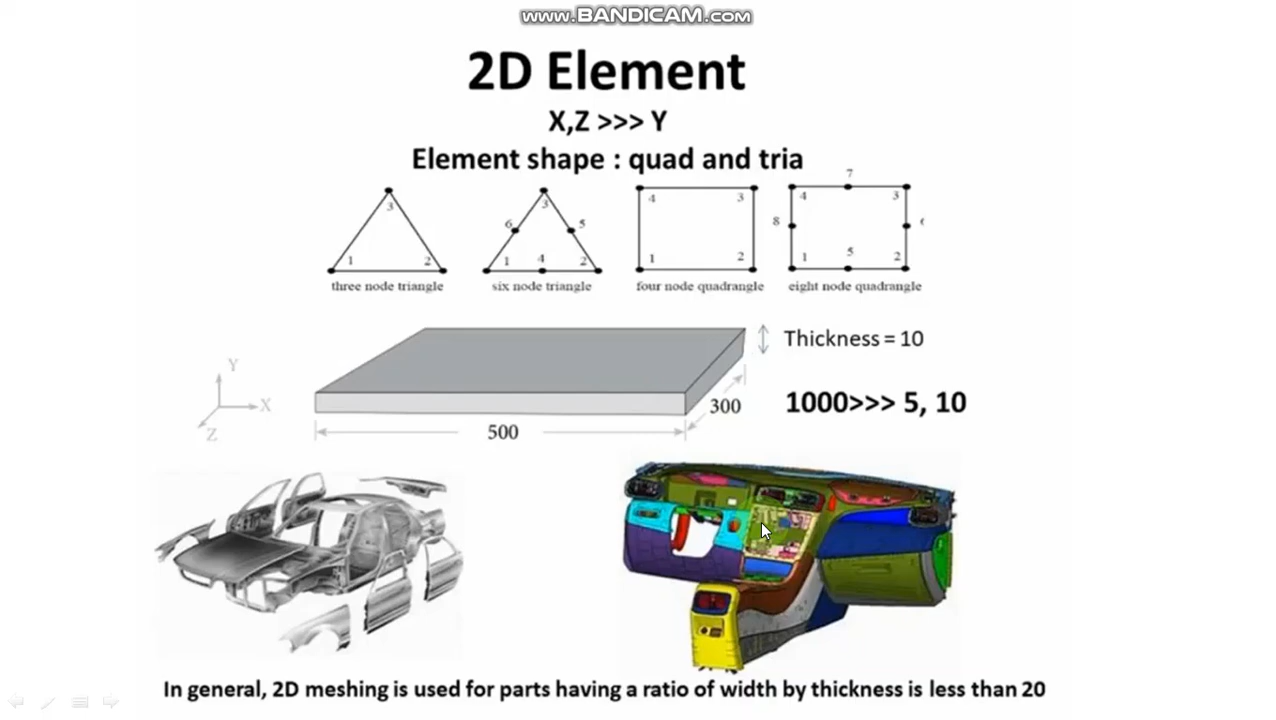 www.BANDICAM.com
2D Element
X,Z >>> Y
Element shape : quad and tria
3
1 2
three node triangle
3
6 5
1 4 2
six node triangle
4 3
1 2
four node quadrangle
7
4 3
8
1 5 2
eight node quadrangle
Thickness = 10
Y
X
Z
300
500
1000>>> 5, 10
In general, 2D meshing is used for parts having a ratio of width by thickness is less than 20